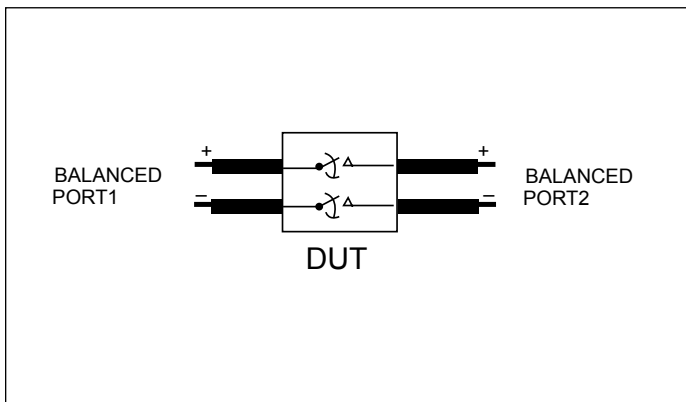 +
+
BALANCED
PORT1
BALANCED
PORT2
–
–
DUT